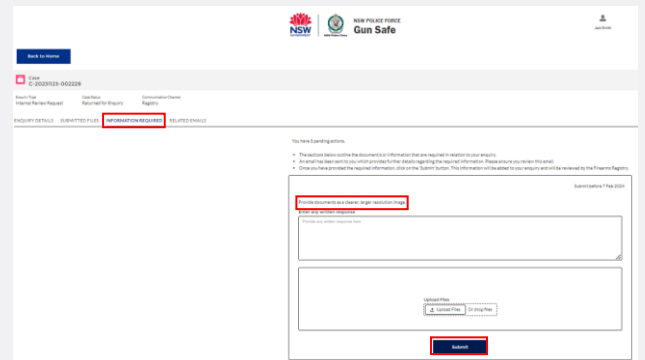 NSW
GOVERNMENT
NSW POLICE FORCE
Gun Safe
Back to Home
Case
Enquiry Type
Internal Review Request
Case Status
Returned for Enquiry
Communication Channel
Registry
ENQUIRY DETAILS SUBMITTED FILES INFORMATION REQUIRED RELATED EMAILS
You have 3 pending actions.
The sections below outline the documents or information that are required in relation to your enquiry.
An email has been sent to you which provides further details regarding the required information. Please ensure you review this email.
Once you have provided the required information, click on the 'Submit' button. This information will be added to your enquiry and will be reviewed by the Firearms Registry
Submit before 7 Feb 2024
Provide documents as a clearer, larger resolution image.
Enter any written response
Provide any written response here
Upload Files
Upload Files Or drop files
Submit